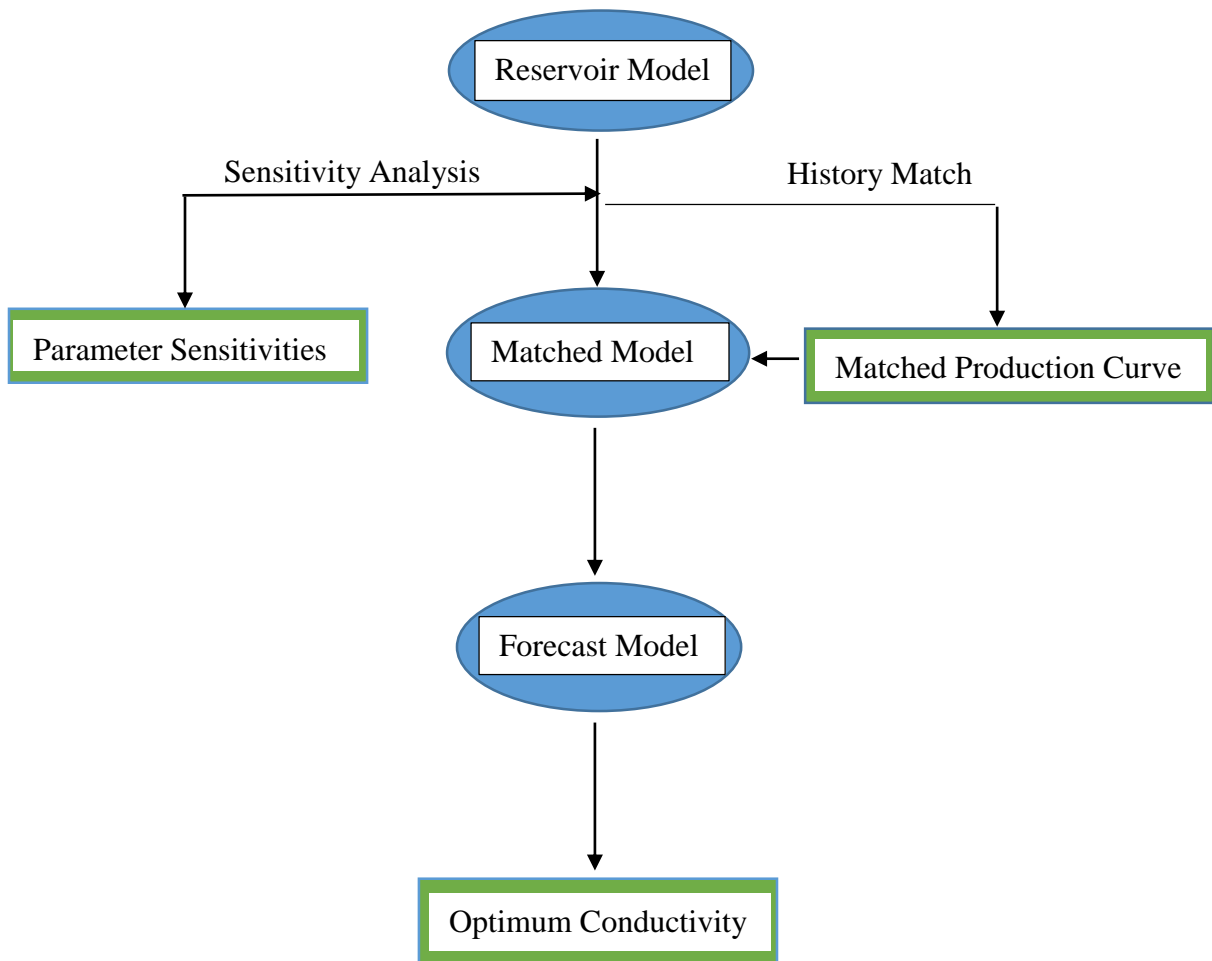 Reservoir Model
Sensitivity Analysis
History Match
Parameter Sensitivities
Matched Model
Matched Production Curve
Forecast Model
Optimum Conductivity